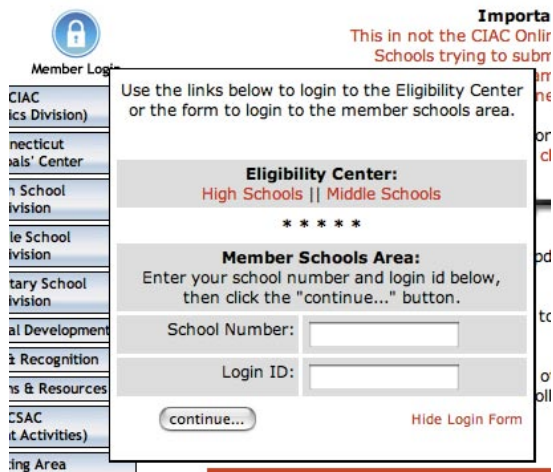 Importa
This in not the CIAC Onlin
Schools trying to subm
Member Login
CIAC
ics Division)
necticut
pals' Center
n School
ivision
le School
ivision
tary School
ivision
al Development
& Recognition
ns & Resources
CSAC
t Activities)
ting Area
Use the links below to login to the Eligibility Center
or the form to login to the member schools area.
Eligibility Center:
High Schools || Middle Schools
* * * * *
Member Schools Area:
Enter your school number and login id below,
then click the "continue..." button.
School Number:
Login ID:
continue...
Hide Login Form